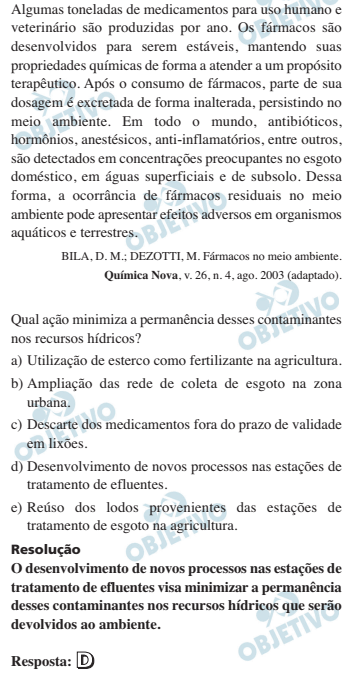 Algumas toneladas de medicamentos para uso humano e
veterinário são produzidas por ano. Os fármacos são
desenvolvidos para serem estáveis, mantendo suas
propriedades químicas de forma a atender a um propósito
terapêutico. Após o consumo de fármacos, parte de sua
dosagem é excretada de forma inalterada, persistindo no
meio ambiente. Em todo o mundo, antibióticos,
hormônios, anestésicos, anti-inflamatórios, entre outros,
são detectados em concentrações preocupantes no esgoto
doméstico, em águas superficiais e de subsolo. Dessa
forma, a ocorrência de fármacos residuais no meio
ambiente pode apresentar efeitos adversos em organismos
aquáticos e terrestres.
BILA, D. M.; DEZOTTI, M. Fármacos no meio ambiente.
Química Nova, v. 26, n. 4, ago. 2003 (adaptado).
Qual ação minimiza a permanência desses contaminantes
nos recursos hídricos?
a) Utilização de esterco como fertilizante na agricultura.
b) Ampliação das rede de coleta de esgoto na zona
urbana.
c) Descarte dos medicamentos fora do prazo de validade
em lixões.
d) Desenvolvimento de novos processos nas estações de
tratamento de efluentes.
e) Reúso dos lodos provenientes das estações de
tratamento de esgoto na agricultura.
Resolução
O desenvolvimento de novos processos nas estações de
tratamento de efluentes visa minimizar a permanência
desses contaminantes nos recursos hídricos que serão
devolvidos ao ambiente.
Resposta: D
OBJETIVO
OBJETIVO
OBJETIVO
OBJETIVO
OBJETIVO
OBJETIVO
OBJETIVO